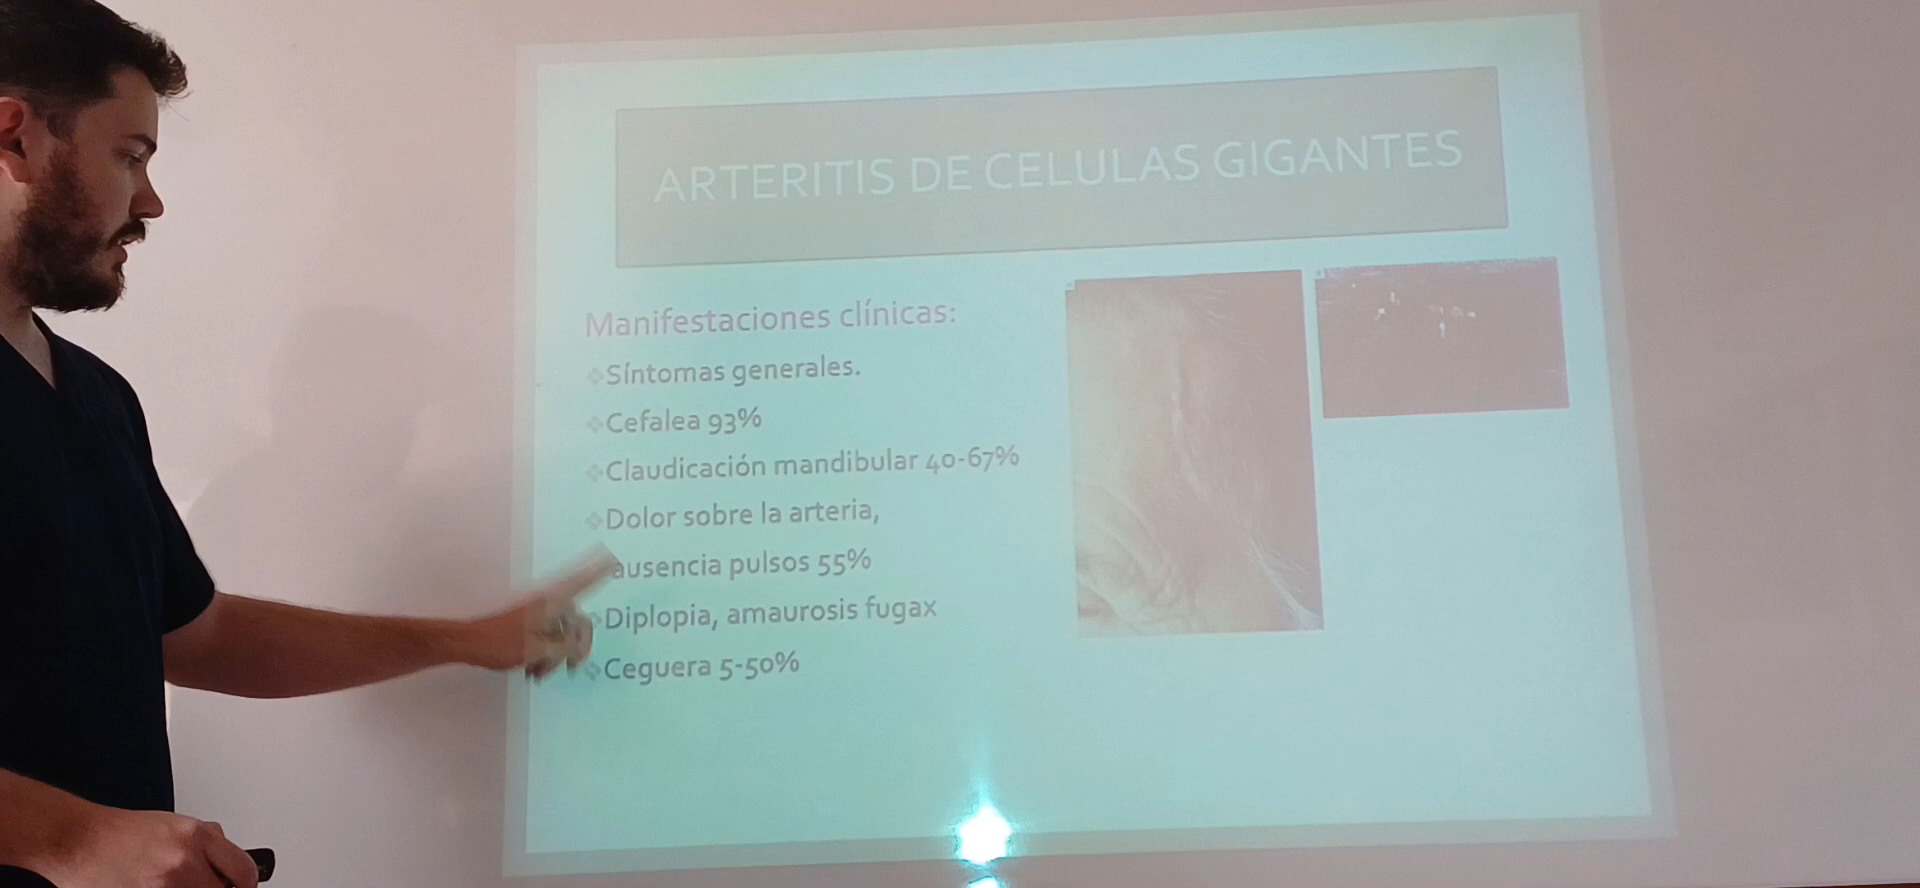 ARTERITIS DE CELULAS GIGANTES
Manifestaciones clínicas:
Síntomas generales.
Cefalea 93%
Claudicación mandibular 40-67%
Dolor sobre la arteria,
ausencia pulsos 55%
Diplopia, amaurosis fugax
Ceguera 5-50%